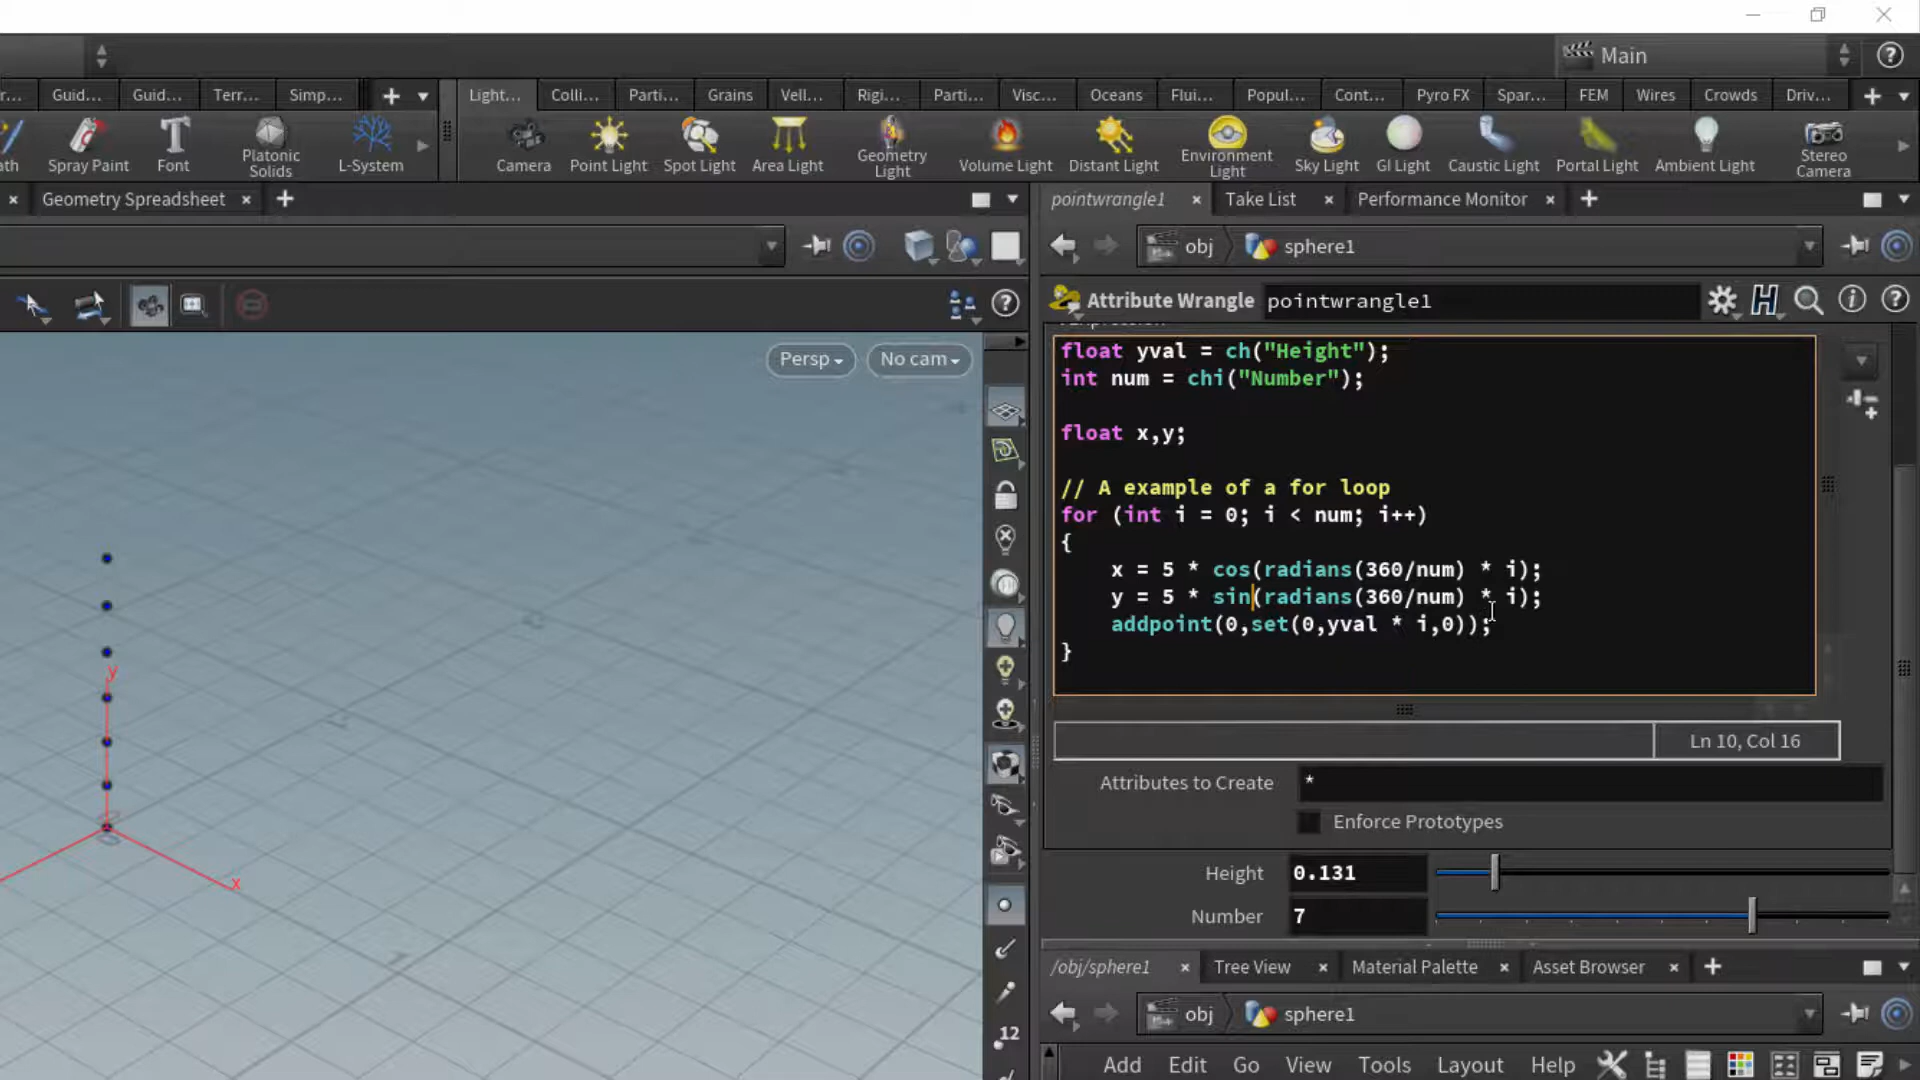 Main
r... Guid... Guid... Terr... Simp... Light... Colli... Parti... Grains Vell... Rigi... Parti... Visc... Oceans Flui... Popul... Cont... Pyro FX Spar... FEM Wires Crowds Driv...
ath Spray Paint Font Platonic Solids L-System Camera Point Light Spot Light Area Light Geometry Light Volume Light Distant Light Environment Light Sky Light GI Light Caustic Light Portal Light Ambient Light Stereo Camera
Geometry Spreadsheet
pointwrangle1 Take List Performance Monitor
obj sphere1
Attribute Wrangle pointwrangle1
Persp No cam
float yval = ch("Height");
int num = chi("Number");
float x,y;
// A example of a for loop
for (int i = 0; i < num; i++)
{
x = 5 * cos(radians(360/num) * i);
y = 5 * sin(radians(360/num) * i);
addpoint(0,set(0,yval * i,0));
}
y
x
12
Ln 10, Col 16
Attributes to Create *
Enforce Prototypes
Height 0.131
Number 7
/obj/sphere1 Tree View Material Palette Asset Browser
obj sphere1
Add Edit Go View Tools Layout Help